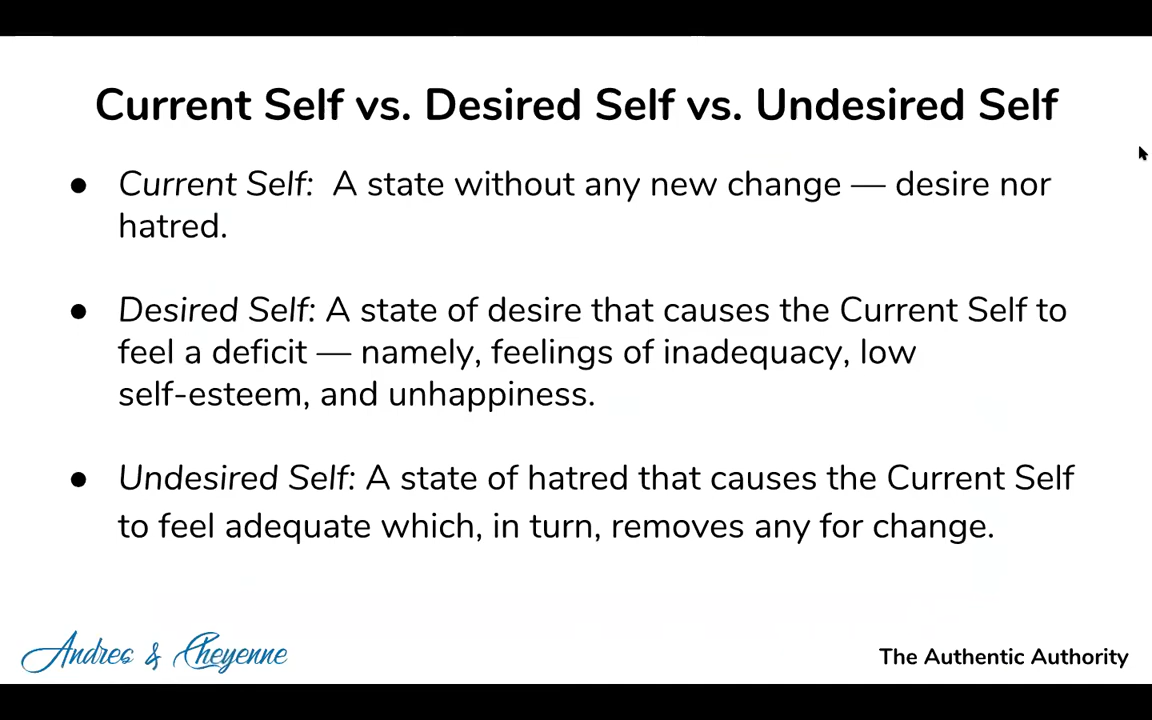 Current Self vs. Desired Self vs. Undesired Self
● Current Self: A state without any new change — desire nor
hatred.
● Desired Self: A state of desire that causes the Current Self to
feel a deficit — namely, feelings of inadequacy, low
self-esteem, and unhappiness.
● Undesired Self: A state of hatred that causes the Current Self
to feel adequate which, in turn, removes any for change.
Andres & Cheyenne
The Authentic Authority